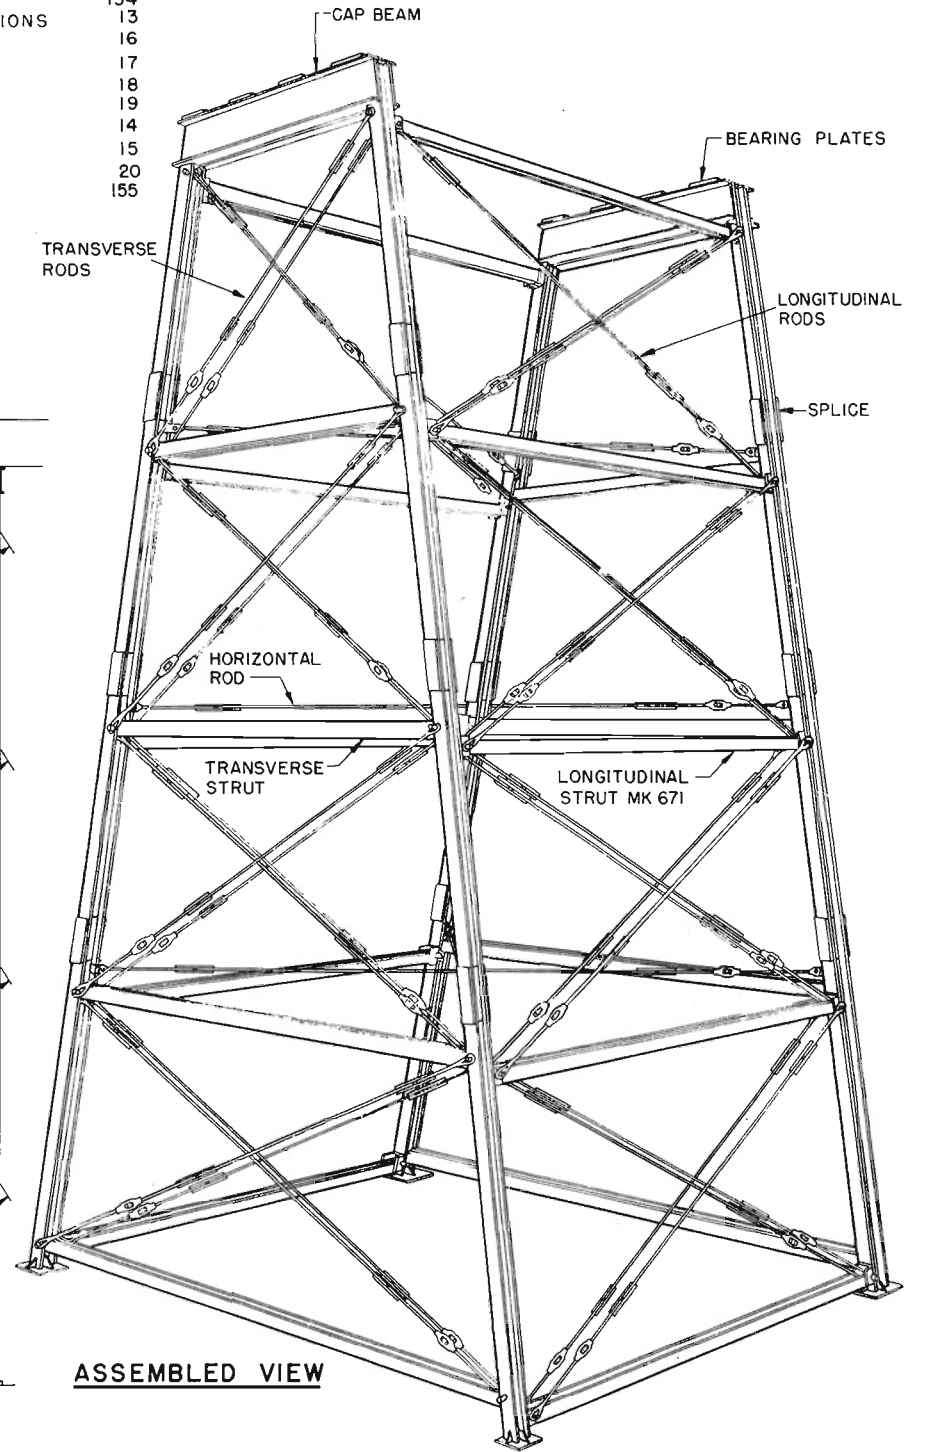 IONS
13
16
17
18
19
14
15
20
155
CAP BEAM
BEARING PLATES
TRANSVERSE
RODS
LONGITUDINAL
RODS
SPLICE
HORIZONTAL
ROD
TRANSVERSE
STRUT
LONGITUDINAL
STRUT MK 671
ASSEMBLED VIEW